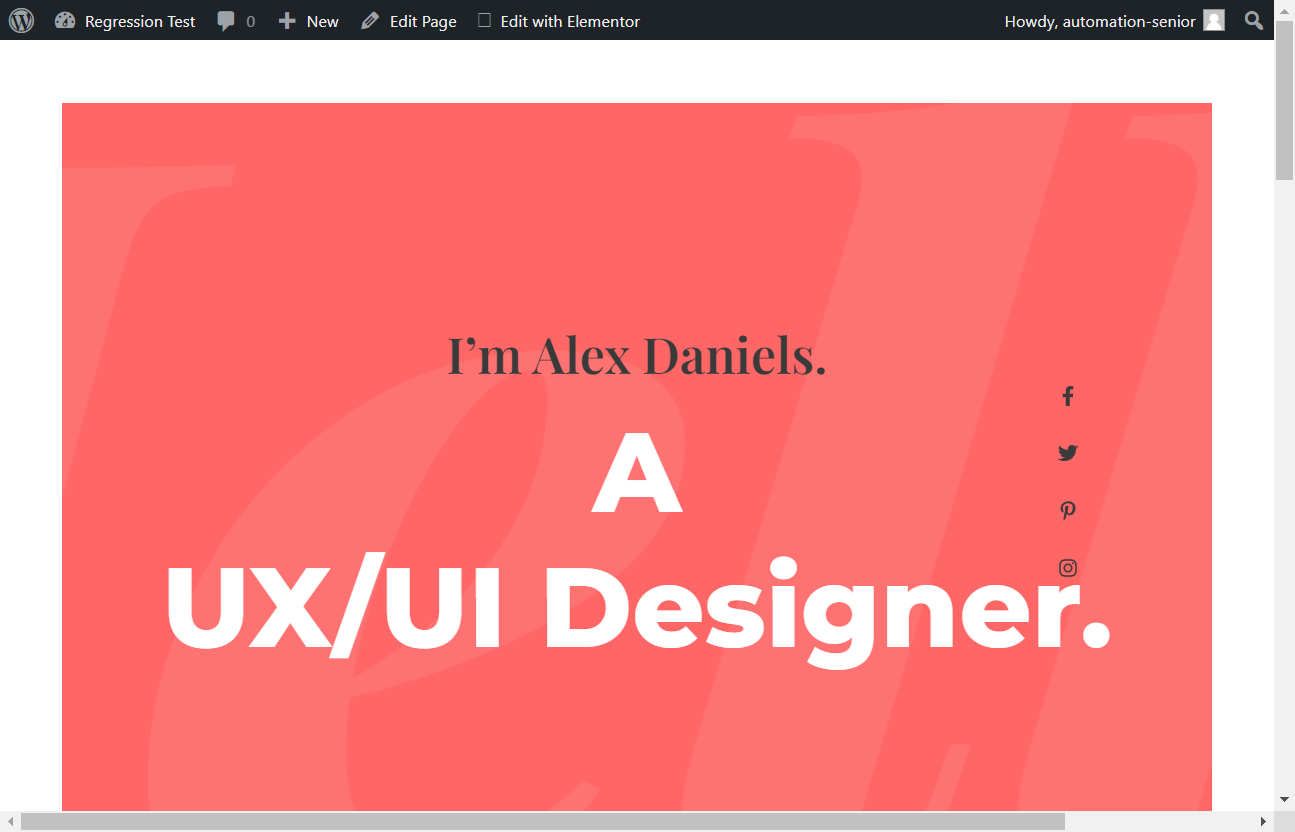 Regression Test 0 New Edit Page Edit with Elementor Howdy, automation-senior
I’m Alex Daniels.
A
UX/UI Designer.